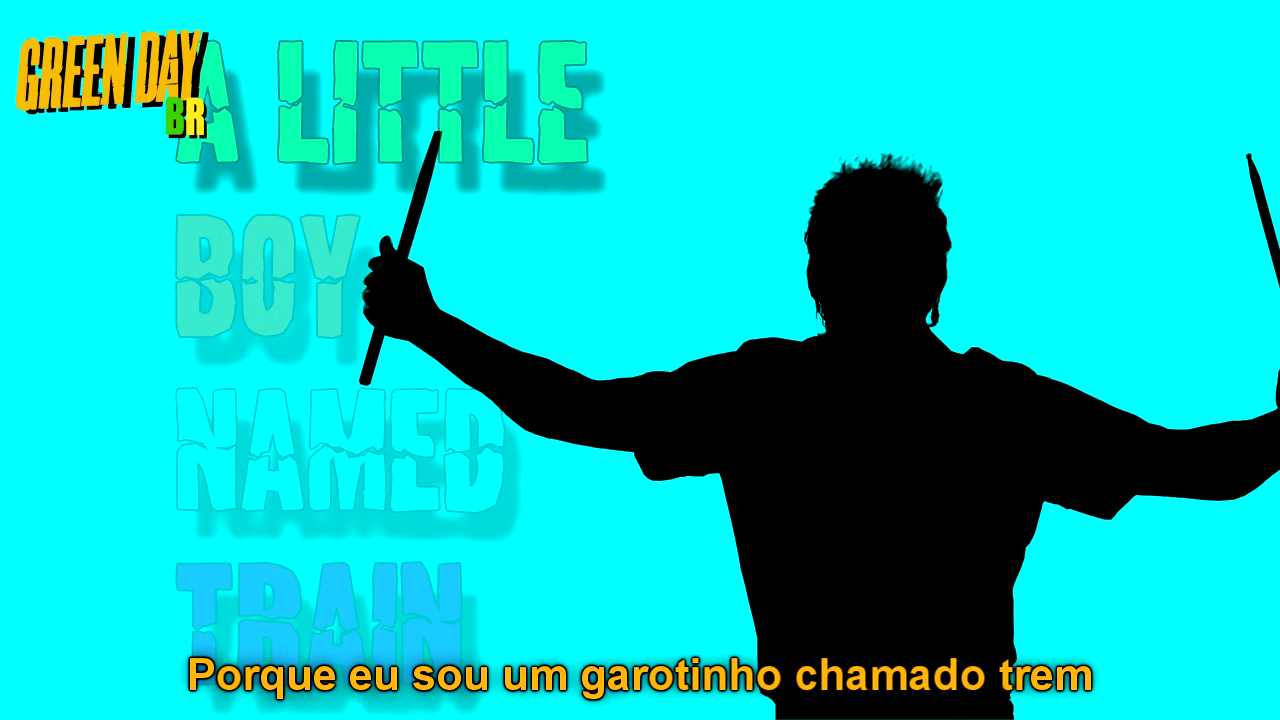 GREEN DAY
BR
A LITTLE
BOY
NAMED
TRAIN
Porque eu sou um garotinho chamado trem